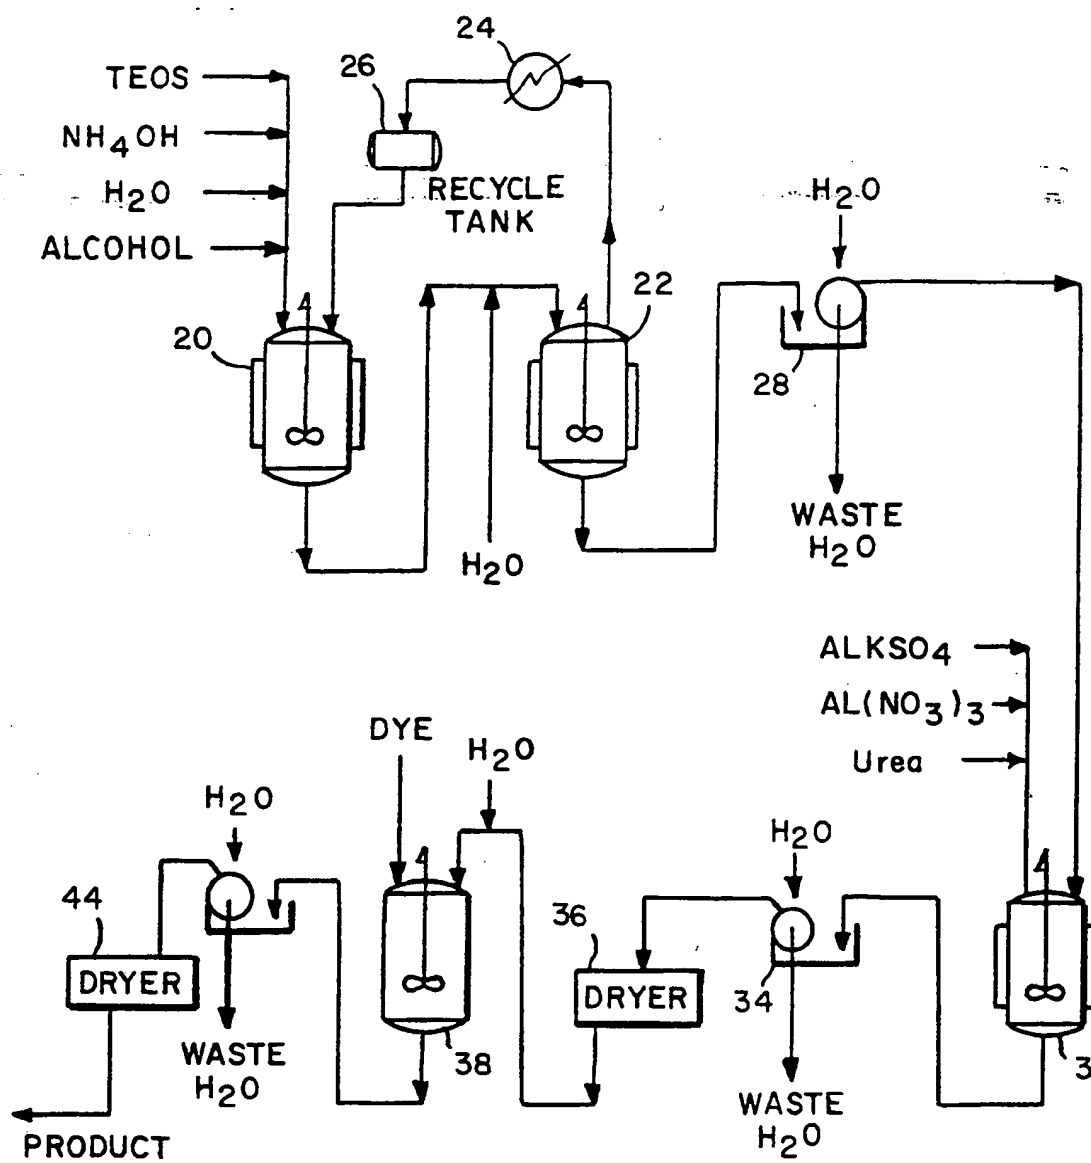 24
26
TEOS
NH4OH
H2O
ALCOHOL
RECYCLE
TANK
H2O
22
20
28
WASTE
H2O
H2O
ALKSO4
AL(NO3)3
Urea
DYE
H2O
H2O
H2O
44
DRYER
36
DRYER
34
38
3
WASTE
H2O
WASTE
H2O
PRODUCT